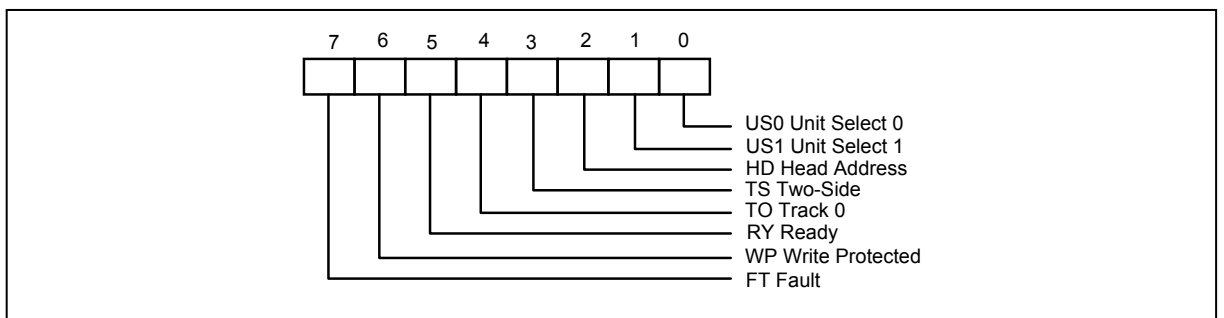 7 6 5 4 3 2 1 0
US0 Unit Select 0
US1 Unit Select 1
HD Head Address
TS Two-Side
TO Track 0
RY Ready
WP Write Protected
FT Fault